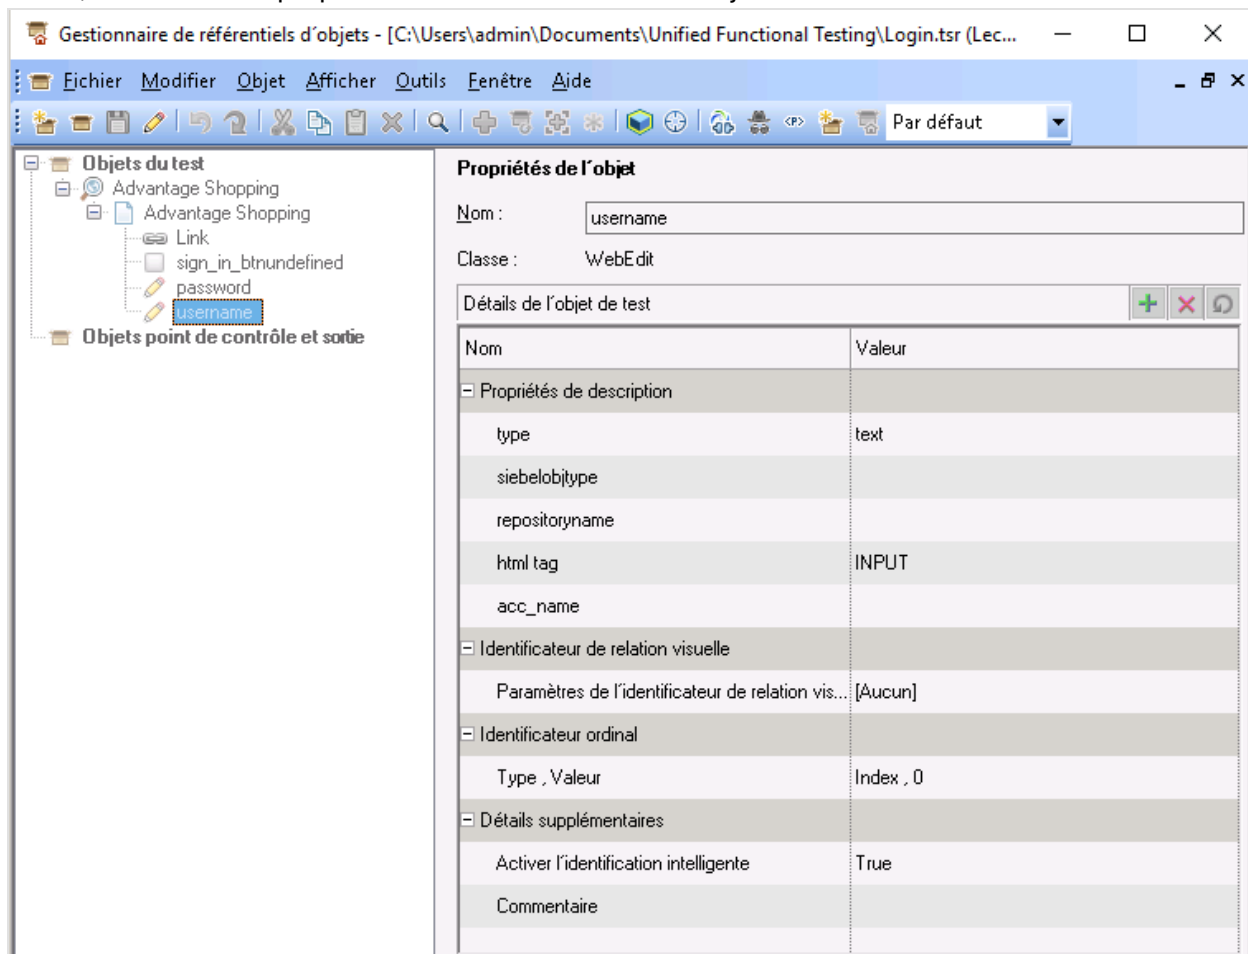 Gestionnaire de référentiels d´objets - [C:\Users\admin\Documents\Unified Functional Testing\Login.tsr (Lec...
Fichier Modifier Objet Afficher Outils Fenêtre Aide
Par défaut
Objets du test
Advantage Shopping
Advantage Shopping
Link
sign_in_btnundefined
password
username
Objets point de contrôle et sortie
Propriétés de l´objet
Nom : username
Classe : WebEdit
Détails de l´objet de test
Nom Valeur
Propriétés de description
type text
siebelobjtype
repositoryname
html tag INPUT
acc_name
Identificateur de relation visuelle
Paramètres de l´identificateur de relation vis... [Aucun]
Identificateur ordinal
Type , Valeur Index , 0
Détails supplémentaires
Activer l´identification intelligente True
Commentaire